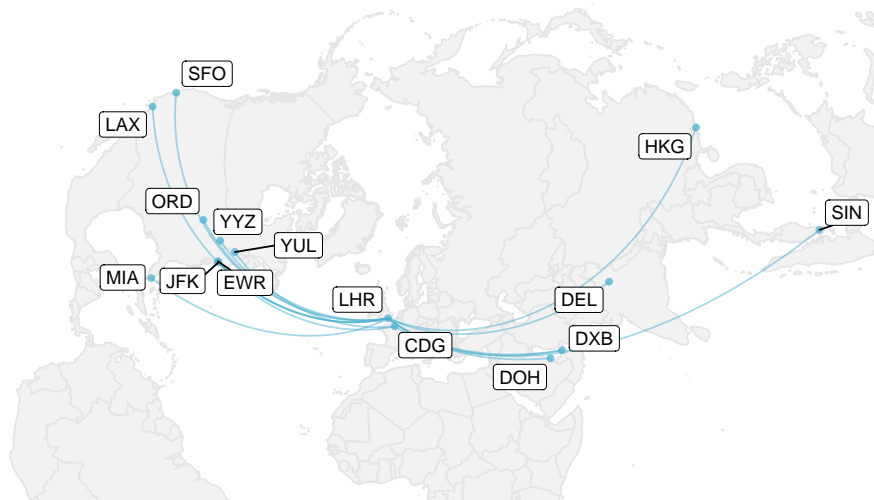 SFO
LAX
HKG
ORD
YYZ
SIN
YUL
MIA
JFK
EWR
LHR
DEL
DXB
CDG
DOH